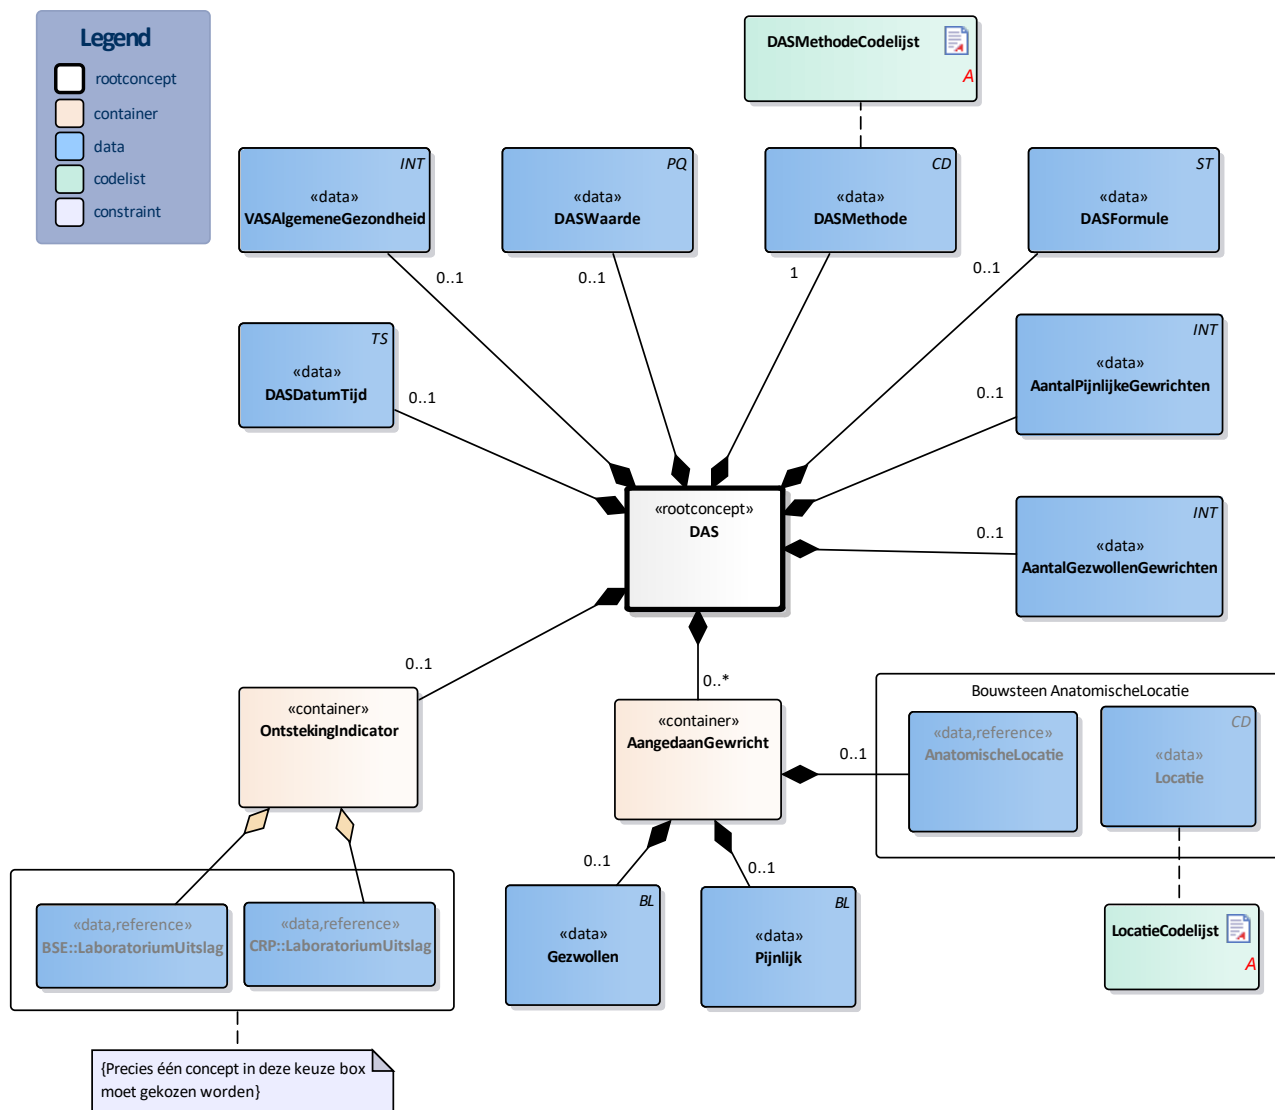 Legend
rootconcept
container
data
codelist
constraint
DASMethodeCodelijst
A
INT
«data»
VASAlgemeneGezondheid
PQ
«data»
DASWaarde
CD
«data»
DASMethode
ST
«data»
DASFormule
0..1
0..1
1
0..1
TS
«data»
DASDatumTijd
0..1
INT
«data»
AantalPijnlijkeGewrichten
0..1
«rootconcept»
DAS
INT
«data»
AantalGezwollenGewrichten
0..1
0..1
0..*
«container»
OntstekingIndicator
«container»
AangedaanGewricht
0..1
Bouwsteen AnatomischeLocatie
«data,reference»
AnatomischeLocatie
CD
«data»
Locatie
0..1
0..1
«data,reference»
BSE::LaboratoriumUitslag
«data,reference»
CRP::LaboratoriumUitslag
BL
«data»
Gezwollen
BL
«data»
Pijnlijk
LocatieCodelijst
A
{Precies één concept in deze keuze box
moet gekozen worden}